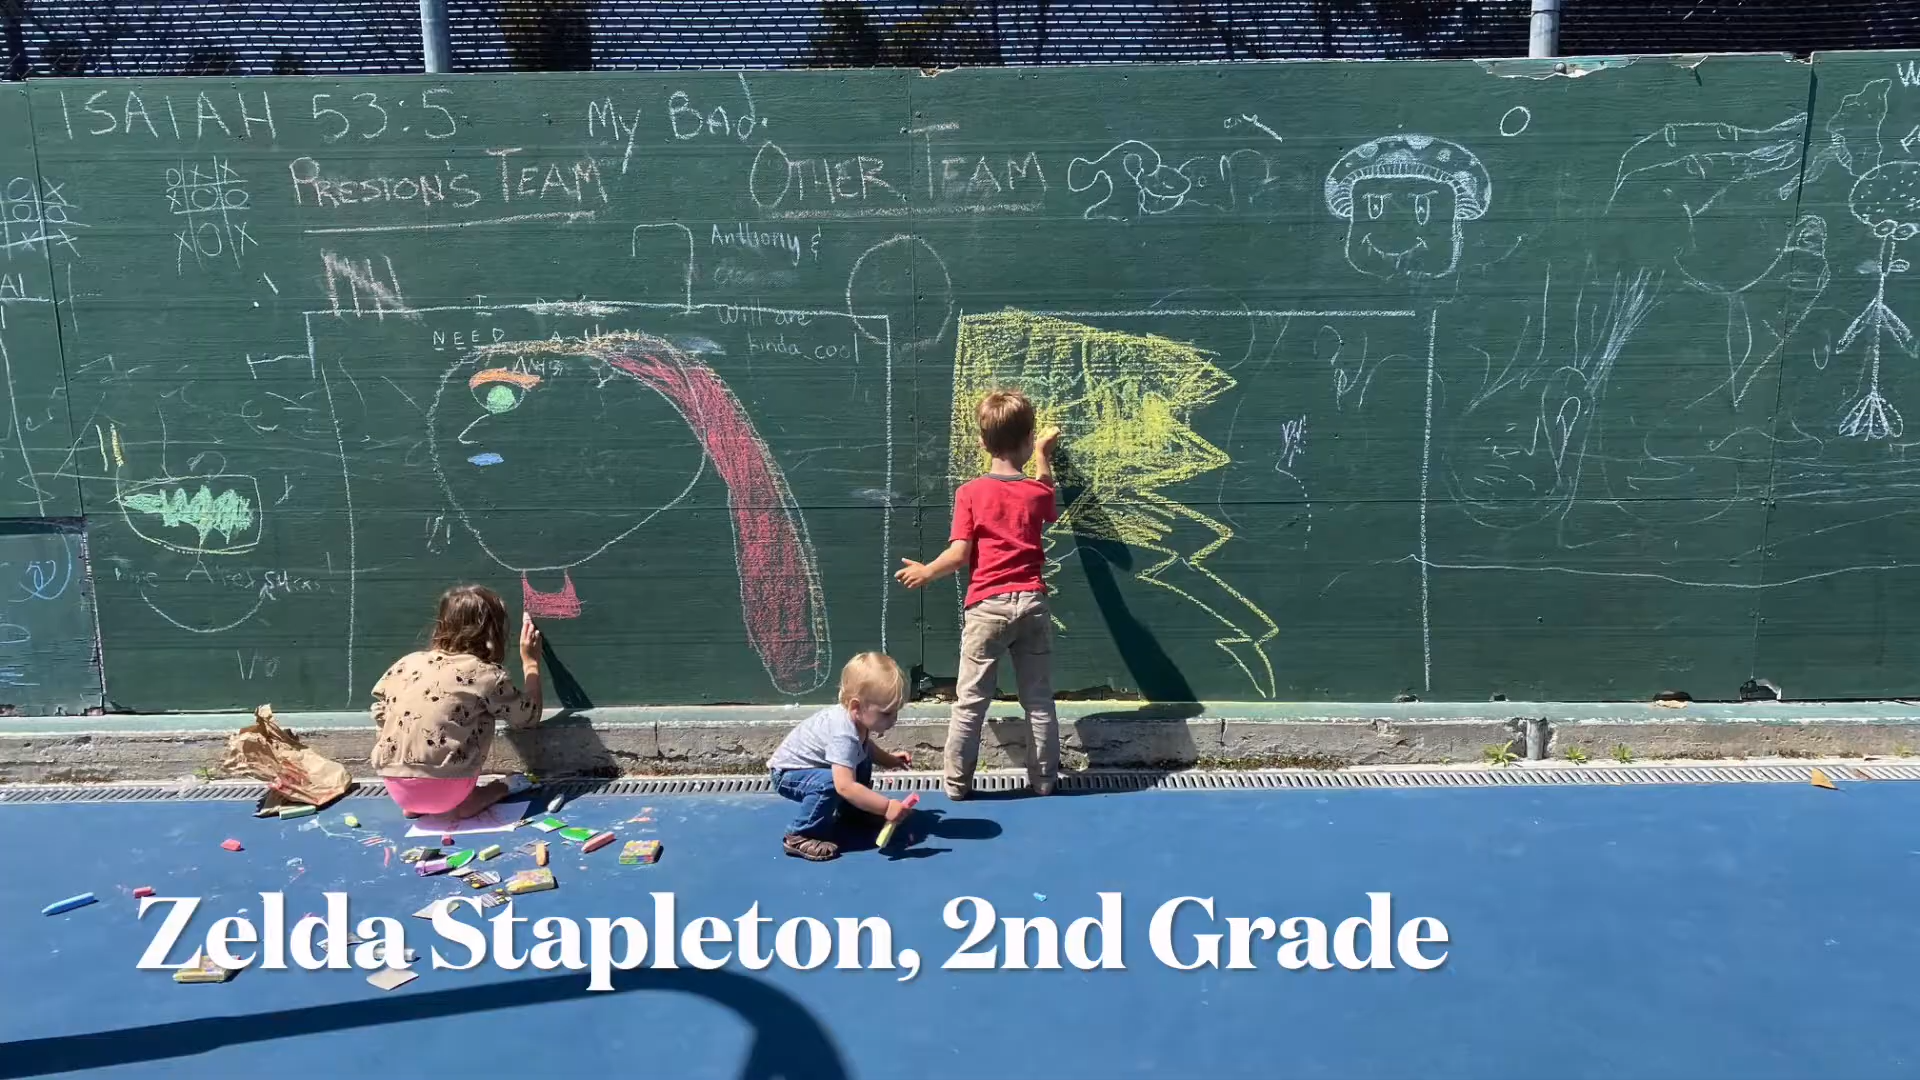 ISAIAH 53:5
My Bad.
PRESTON'S TEAM
OTHER TEAM
Anthony &
Will are
kinda cool
NEED A
Zelda Stapleton, 2nd Grade